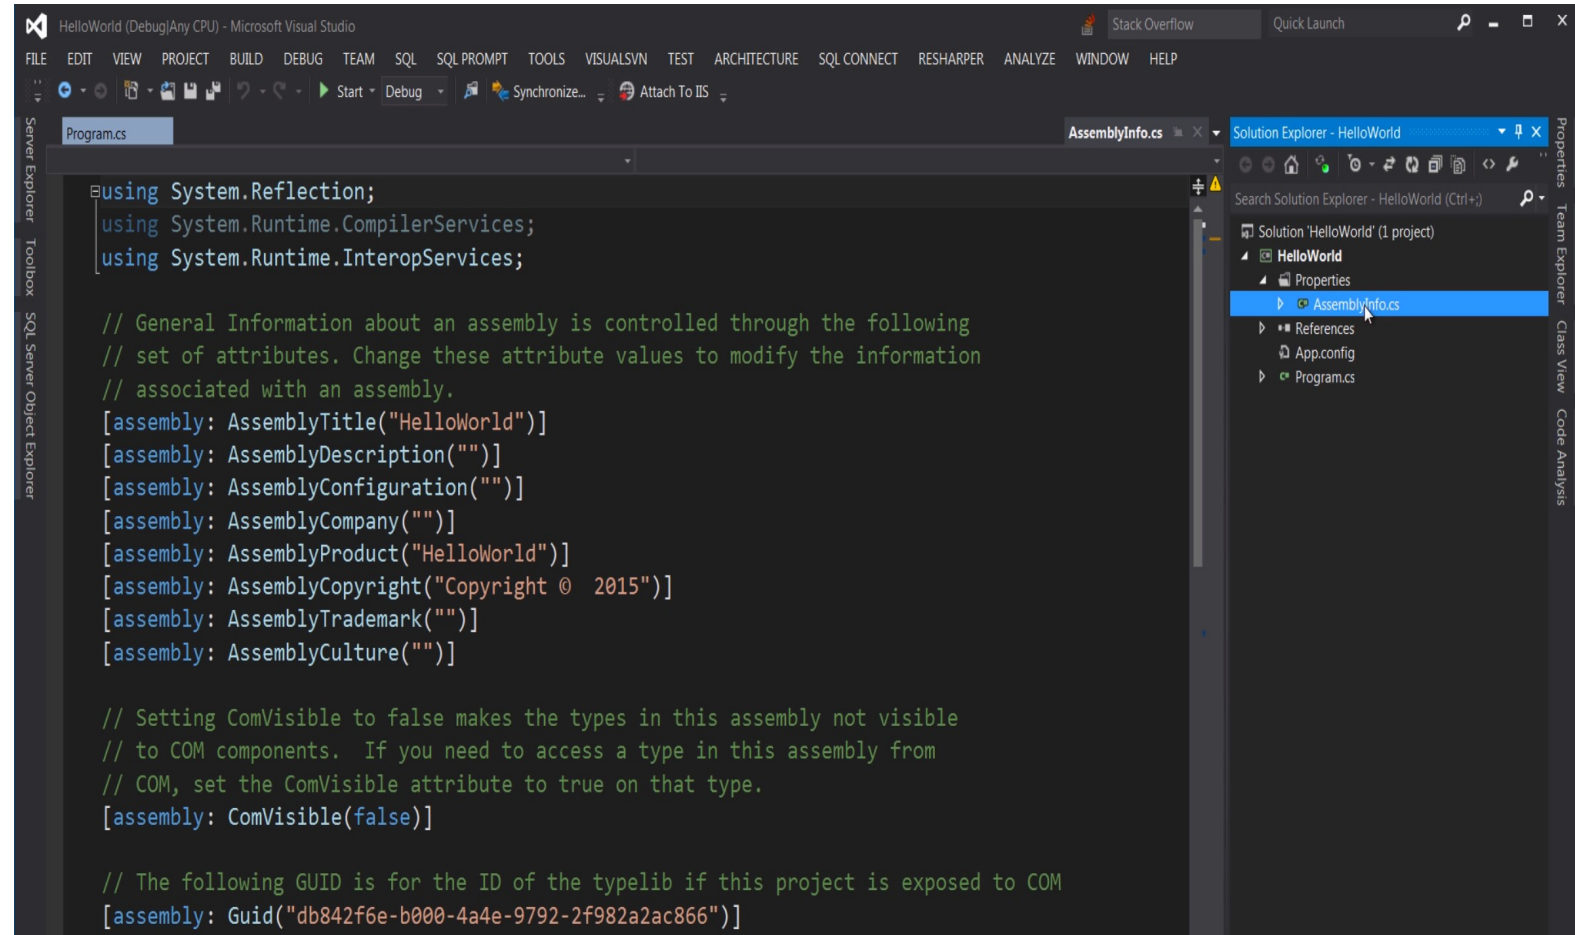 HelloWorld (Debug|Any CPU) - Microsoft Visual Studio
Stack Overflow
Quick Launch
FILE EDIT VIEW PROJECT BUILD DEBUG TEAM SQL SQL PROMPT TOOLS VISUALSVN TEST ARCHITECTURE SQL CONNECT RESHARPER ANALYZE WINDOW HELP
Start Debug Synchronize... Attach To IIS
Server Explorer
Toolbox
SQL Server Object Explorer
Program.cs
AssemblyInfo.cs
using System.Reflection;
using System.Runtime.CompilerServices;
using System.Runtime.InteropServices;
// General Information about an assembly is controlled through the following
// set of attributes. Change these attribute values to modify the information
// associated with an assembly.
[assembly: AssemblyTitle("HelloWorld")]
[assembly: AssemblyDescription("")]
[assembly: AssemblyConfiguration("")]
[assembly: AssemblyCompany("")]
[assembly: AssemblyProduct("HelloWorld")]
[assembly: AssemblyCopyright("Copyright ©  2015")]
[assembly: AssemblyTrademark("")]
[assembly: AssemblyCulture("")]
// Setting ComVisible to false makes the types in this assembly not visible
// to COM components.  If you need to access a type in this assembly from
// COM, set the ComVisible attribute to true on that type.
[assembly: ComVisible(false)]
// The following GUID is for the ID of the typelib if this project is exposed to COM
[assembly: Guid("db842f6e-b000-4a4e-9792-2f982a2ac866")]
Solution Explorer - HelloWorld
Search Solution Explorer - HelloWorld (Ctrl+;)
Solution 'HelloWorld' (1 project)
HelloWorld
Properties
AssemblyInfo.cs
References
App.config
Program.cs
Properties
Team Explorer
Class View
Code Analysis